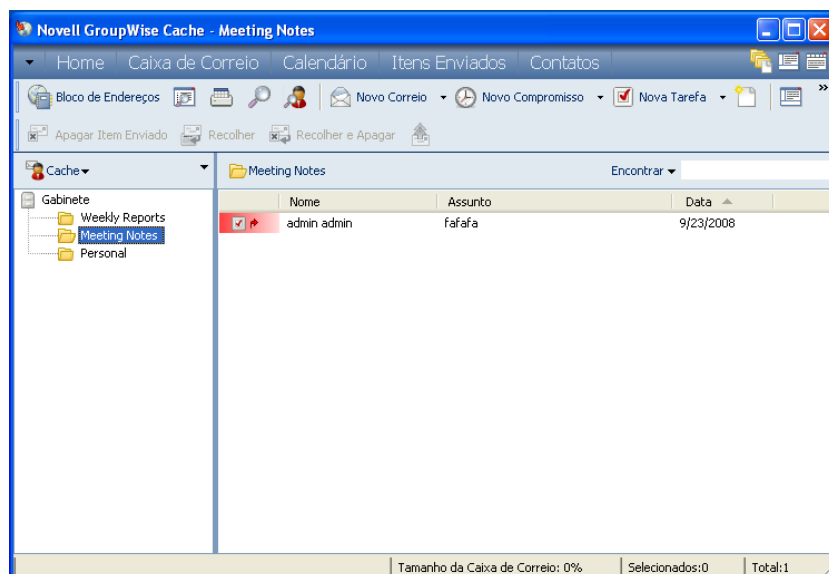 Novell GroupWise Cache - Meeting Notes
Home Caixa de Correio Calendário Itens Enviados Contatos
Bloco de Endereços Novo Correio Novo Compromisso Nova Tarefa »
Apagar Item Enviado Recolher Recolher e Apagar
Cache Meeting Notes Encontrar
Gabinete Nome Assunto Data
Weekly Reports admin admin fafafa 9/23/2008
Meeting Notes
Personal
Tamanho da Caixa de Correio: 0% Selecionados:0 Total:1